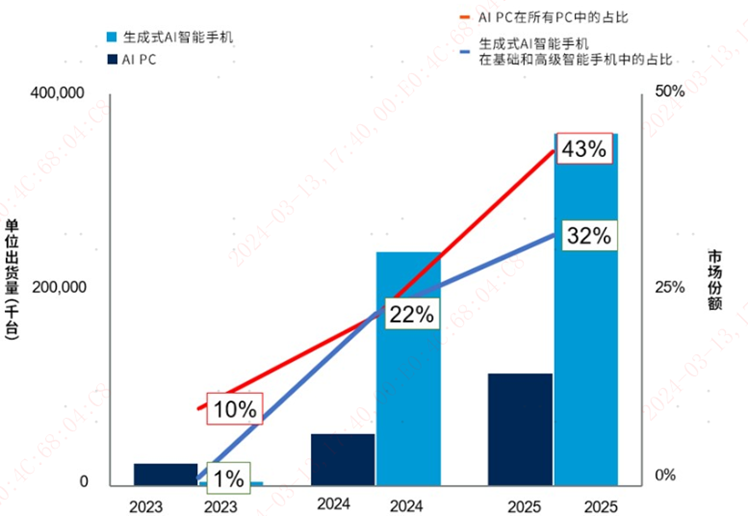 生成式AI智能手机
AI PC
AI PC在所有PC中的占比
生成式AI智能手机
在基础和高级智能手机中的占比
400,000
50%
43%
32%
单位出货量(千台)
200,000
25%
市场份额
22%
10%
1%
0
0%
2023
2023
2024
2024
2025
2025
2024-03-13, 17:40, 00:E0:4C:68:04:C8